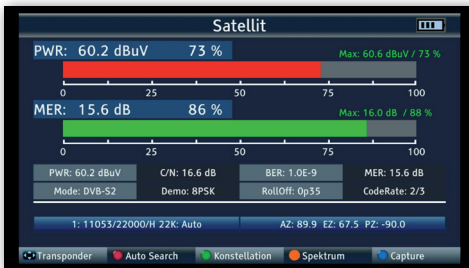 Satellit
PWR: 60.2 dBuV 73 % Max: 60.6 dBuV / 73 %
0 25 50 75 100
MER: 15.6 dB 86 % Max: 16.0 dB / 88 %
0 25 50 75 100
PWR: 60.2 dBuV C/N: 16.6 dB BER: 1.0E-9 MER: 15.6 dB
Mode: DVB-S2 Demo: 8PSK RollOff: 0p35 CodeRate: 2/3
1: 11053/22000/H 22K: Auto AZ: 89.9 EZ: 67.5 PZ: -90.0
Transponder Auto Search Konstellation Spektrum Capture